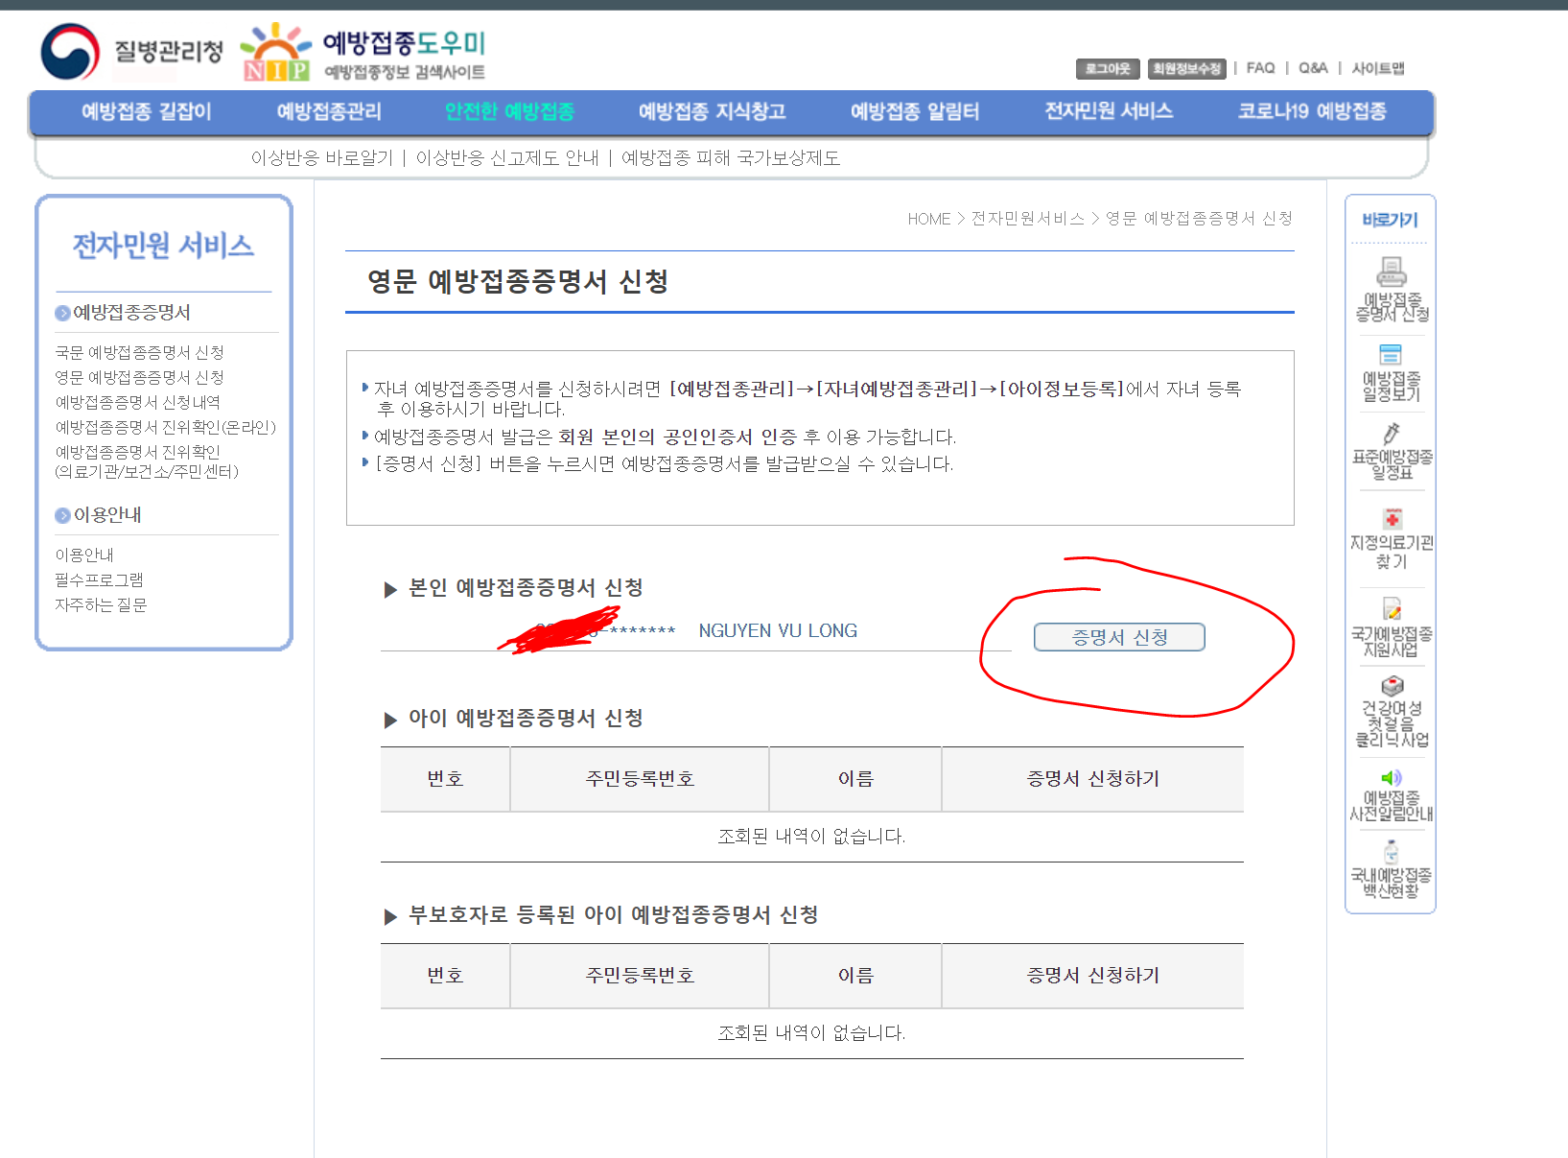 질병관리청
NIP
예방접종도우미
예방접종정보 검색사이트
로그아웃 회원정보수정 | FAQ | Q&A | 사이트맵
예방접종 길잡이 예방접종관리 안전한 예방접종 예방접종 지식창고 예방접종 알림터 전자민원 서비스 코로나19 예방접종
이상반응 바로알기 | 이상반응 신고제도 안내 | 예방접종 피해 국가보상제도
전자민원 서비스
예방접종증명서
국문 예방접종증명서 신청
영문 예방접종증명서 신청
예방접종증명서 신청내역
예방접종증명서 진위확인(온라인)
예방접종증명서 진위확인
(의료기관/보건소/주민센터)
이용안내
이용안내
필수프로그램
자주하는 질문
HOME > 전자민원서비스 > 영문 예방접종증명서 신청
영문 예방접종증명서 신청
자녀 예방접종증명서를 신청하시려면 [예방접종관리]→[자녀예방접종관리]→[아이정보등록]에서 자녀 등록
후 이용하시기 바랍니다.
예방접종증명서 발급은 회원 본인의 공인인증서 인증 후 이용 가능합니다.
[증명서 신청] 버튼을 누르시면 예방접종증명서를 발급받으실 수 있습니다.
▶ 본인 예방접종증명서 신청
-******* NGUYEN VU LONG
증명서 신청
▶ 아이 예방접종증명서 신청
번호 주민등록번호 이름 증명서 신청하기
조회된 내역이 없습니다.
▶ 부보호자로 등록된 아이 예방접종증명서 신청
번호 주민등록번호 이름 증명서 신청하기
조회된 내역이 없습니다.
바로가기
예방접종
증명서 신청
예방접종
일정보기
표준예방접종
일정표
지정의료기관
찾기
국가예방접종
지원사업
건강여성
첫걸음
클리닉사업
예방접종
사전알림안내
국내예방접종
백신현황